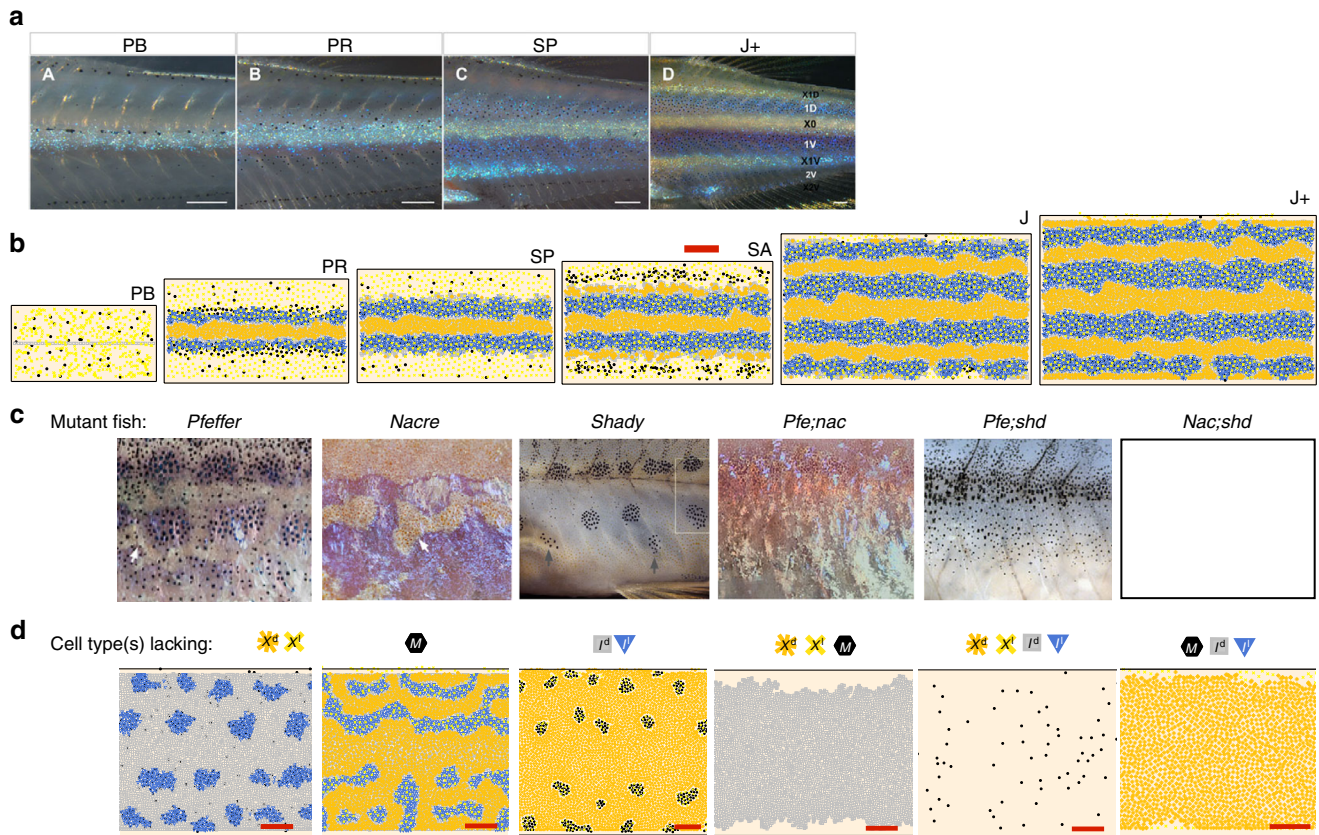 a
PB PR SP J+
A B C D
X1D
1D
X0
1V
X1V
2V
X2V
b
PB PR SP SA J J+
c
Mutant fish: Pfeffer Nacre Shady Pfe;nac Pfe;shd Nac;shd
d
Cell type(s) lacking: Xd Xl M Id Il Xd Xl M Xd Xl Id Il M Id Il